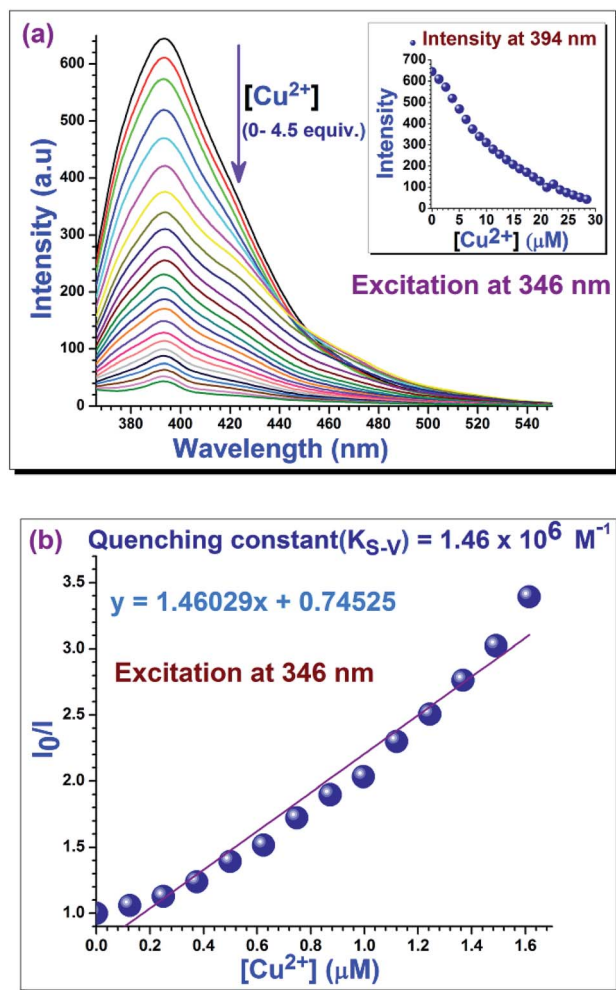 (a)
Intensity at 394 nm
[Cu²⁺]
(0- 4.5 equiv.)
Intensity (a.u)
600
500
400
300
200
100
0
380 400 420 440 460 480 500 520 540
Wavelength (nm)
Intensity
700
600
500
400
300
200
100
0
0 5 10 15 20 25 30
[Cu²⁺] (μM)
Excitation at 346 nm
(b) Quenching constant(K_S-V) = 1.46 x 10⁶ M⁻¹
y = 1.46029x + 0.74525
Excitation at 346 nm
I₀/I
3.5
3.0
2.5
2.0
1.5
1.0
0.0 0.2 0.4 0.6 0.8 1.0 1.2 1.4 1.6
[Cu²⁺] (μM)